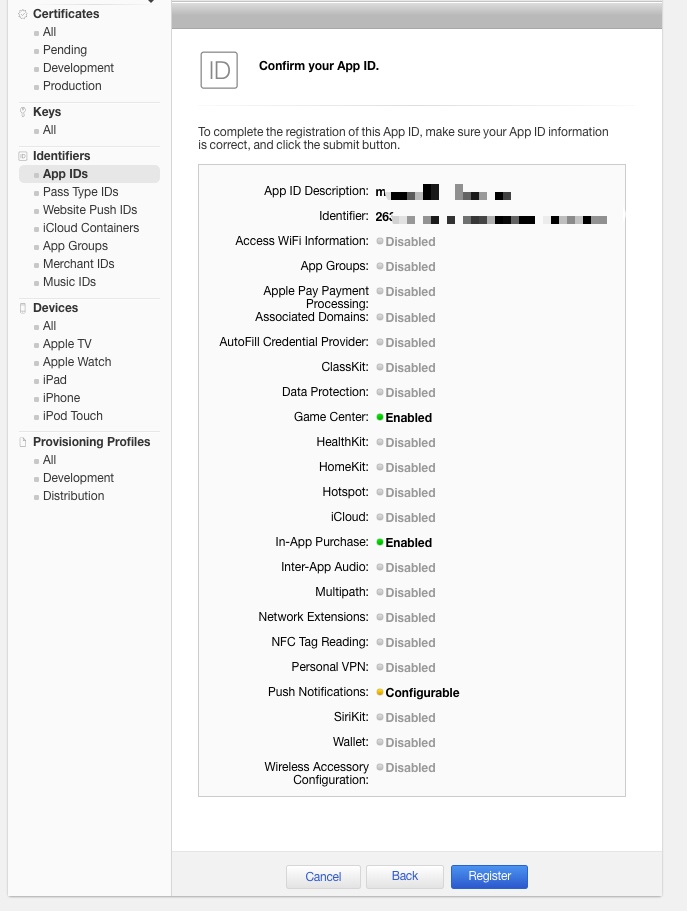 Certificates
All
Pending
Development
Production
Keys
All
Identifiers
App IDs
Pass Type IDs
Website Push IDs
iCloud Containers
App Groups
Merchant IDs
Music IDs
Devices
All
Apple TV
Apple Watch
iPad
iPhone
iPod Touch
Provisioning Profiles
All
Development
Distribution
ID
Confirm your App ID.
To complete the registration of this App ID, make sure your App ID information
is correct, and click the submit button.
App ID Description:
Identifier:
Access WiFi Information: Disabled
App Groups: Disabled
Apple Pay Payment Disabled
Processing:
Associated Domains: Disabled
AutoFill Credential Provider: Disabled
ClassKit: Disabled
Data Protection: Disabled
Game Center: Enabled
HealthKit: Disabled
HomeKit: Disabled
Hotspot: Disabled
iCloud: Disabled
In-App Purchase: Enabled
Inter-App Audio: Disabled
Multipath: Disabled
Network Extensions: Disabled
NFC Tag Reading: Disabled
Personal VPN: Disabled
Push Notifications: Configurable
SiriKit: Disabled
Wallet: Disabled
Wireless Accessory Disabled
Configuration:
Cancel Back Register